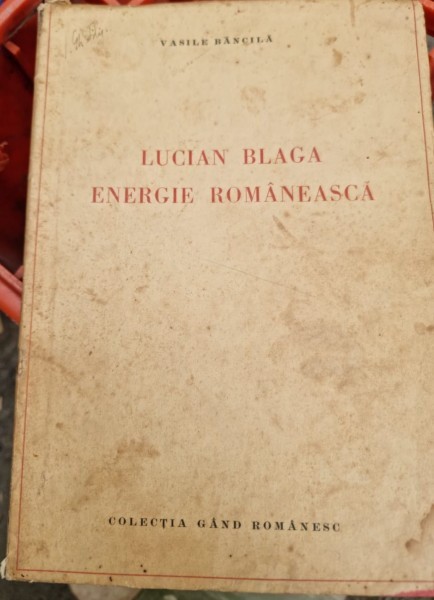 VASILE BĂNCILĂ
LUCIAN BLAGA
ENERGIE ROMÂNEASCĂ
COLECȚIA GÂND ROMÂNESC